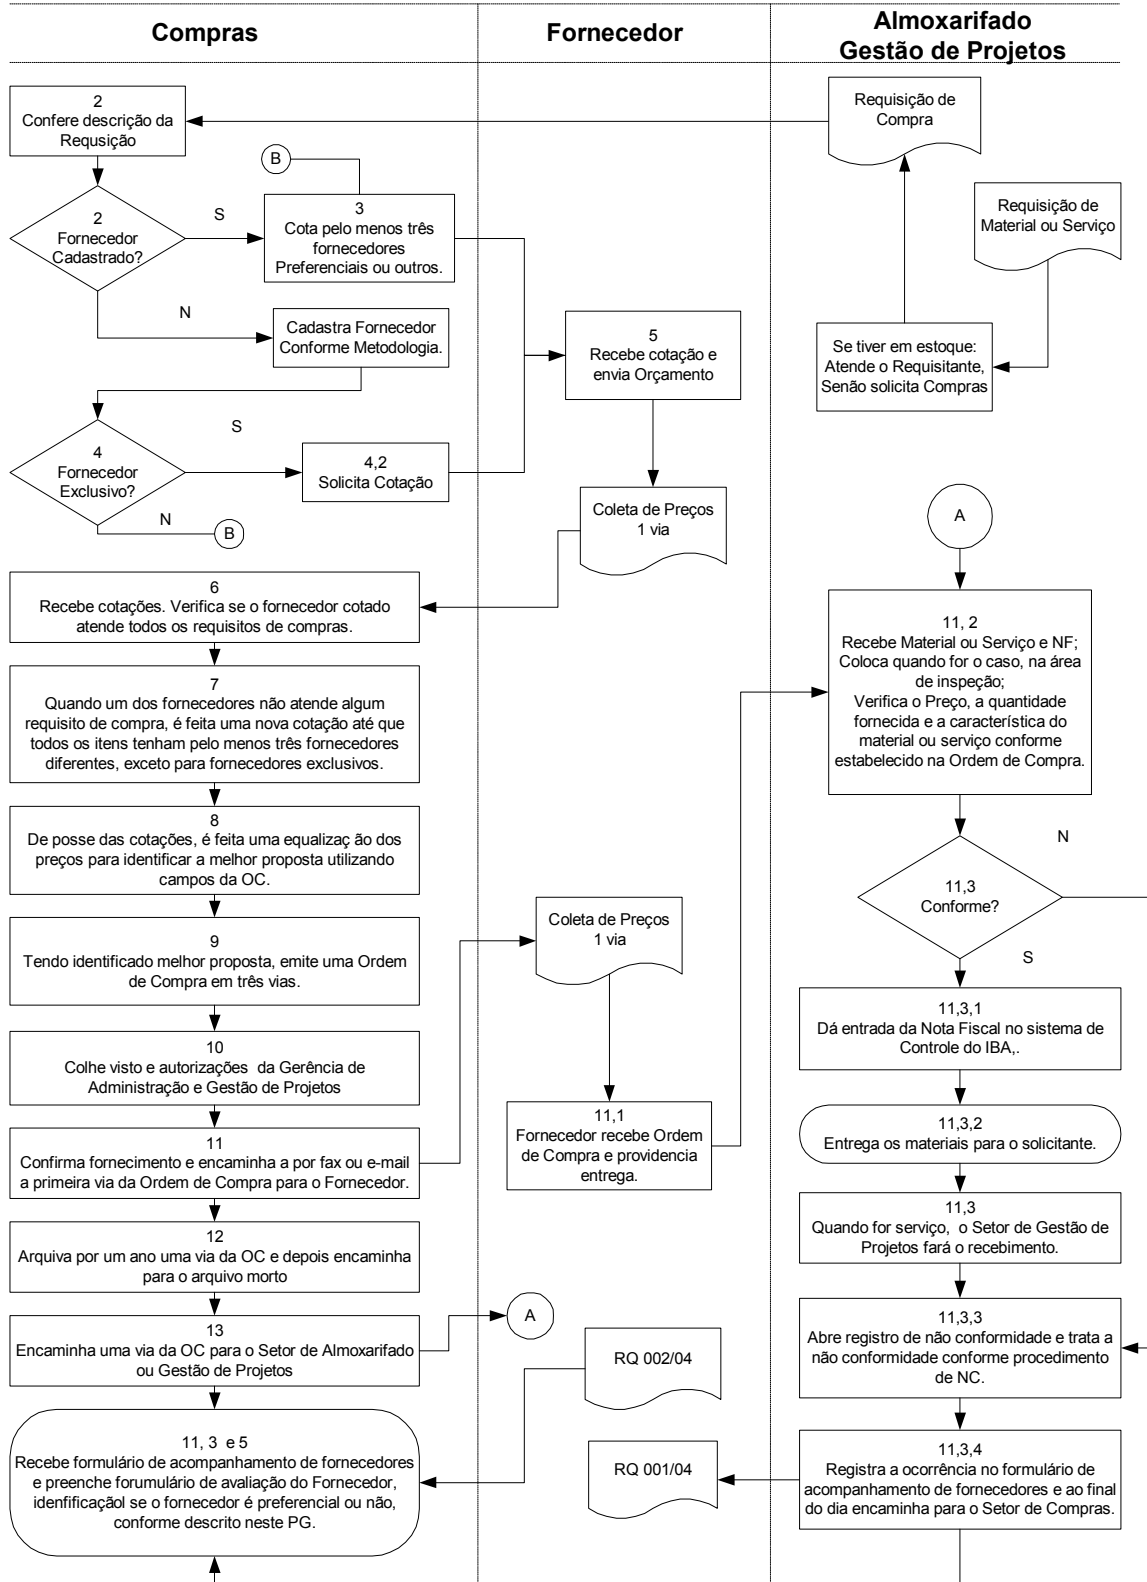 Compras
Fornecedor
Almoxarifado
Gestão de Projetos
2
Confere descrição da
Requsição
B
2
Fornecedor
Cadastrado?
S
3
Cota pelo menos três
fornecedores
Preferenciais ou outros.
N
Cadastra Fornecedor
Conforme Metodologia.
4
Fornecedor
Exclusivo?
S
4,2
Solicita Cotação
N
B
6
Recebe cotações. Verifica se o fornecedor cotado
atende todos os requisitos de compras.
7
Quando um dos fornecedores não atende algum
requisito de compra, é feita uma nova cotação até que
todos os itens tenham pelo menos três fornecedores
diferentes, exceto para fornecedores exclusivos.
8
De posse das cotações, é feita uma equalizaç ão dos
preços para identificar a melhor proposta utilizando
campos da OC.
9
Tendo identificado melhor proposta, emite uma Ordem
de Compra em três vias.
10
Colhe visto e autorizações  da Gerência de
Administração e Gestão de Projetos
11
Confirma fornecimento e encaminha a por fax ou e-mail
a primeira via da Ordem de Compra para o Fornecedor.
12
Arquiva por um ano uma via da OC e depois encaminha
para o arquivo morto
13
Encaminha uma via da OC para o Setor de Almoxarifado
ou Gestão de Projetos
11, 3  e 5
Recebe formulário de acompanhamento de fornecedores
e preenche forumulário de avaliação do Fornecedor,
idenfificaçãol se o fornecedor é preferencial ou não,
conforme descrito neste PG.
5
Recebe cotação e
envia Orçamento
Coleta de Preços
1 via
Coleta de Preços
1 via
11,1
Fornecedor recebe Ordem
de Compra e providencia
entrega.
A
RQ 002/04
RQ 001/04
Requisição de
Compra
Requisição de
Material ou Serviço
Se tiver em estoque:
Atende o Requisitante,
Senão solicita Compras
A
11, 2
Recebe Material ou Serviço e NF;
Coloca quando for o caso, na área
de inspeção;
Verifica o Preço, a quantidade
fornecida e a característica do
material ou serviço conforme
estabelecido na Ordem de Compra.
N
11,3
Conforme?
S
11,3,1
Dá entrada da Nota Fiscal no sistema de
Controle do IBA,.
11,3,2
Entrega os materiais para o solicitante.
11,3
Quando for serviço,  o Setor de Gestão de
Projetos fará o recebimento.
11,3,3
Abre registro de não conformidade e trata a
não conformidade conforme procedimento
de NC.
11,3,4
Registra a ocorrência no formulário de
acompanhamento de fornecedores e ao final
do dia encaminha para o Setor de Compras.